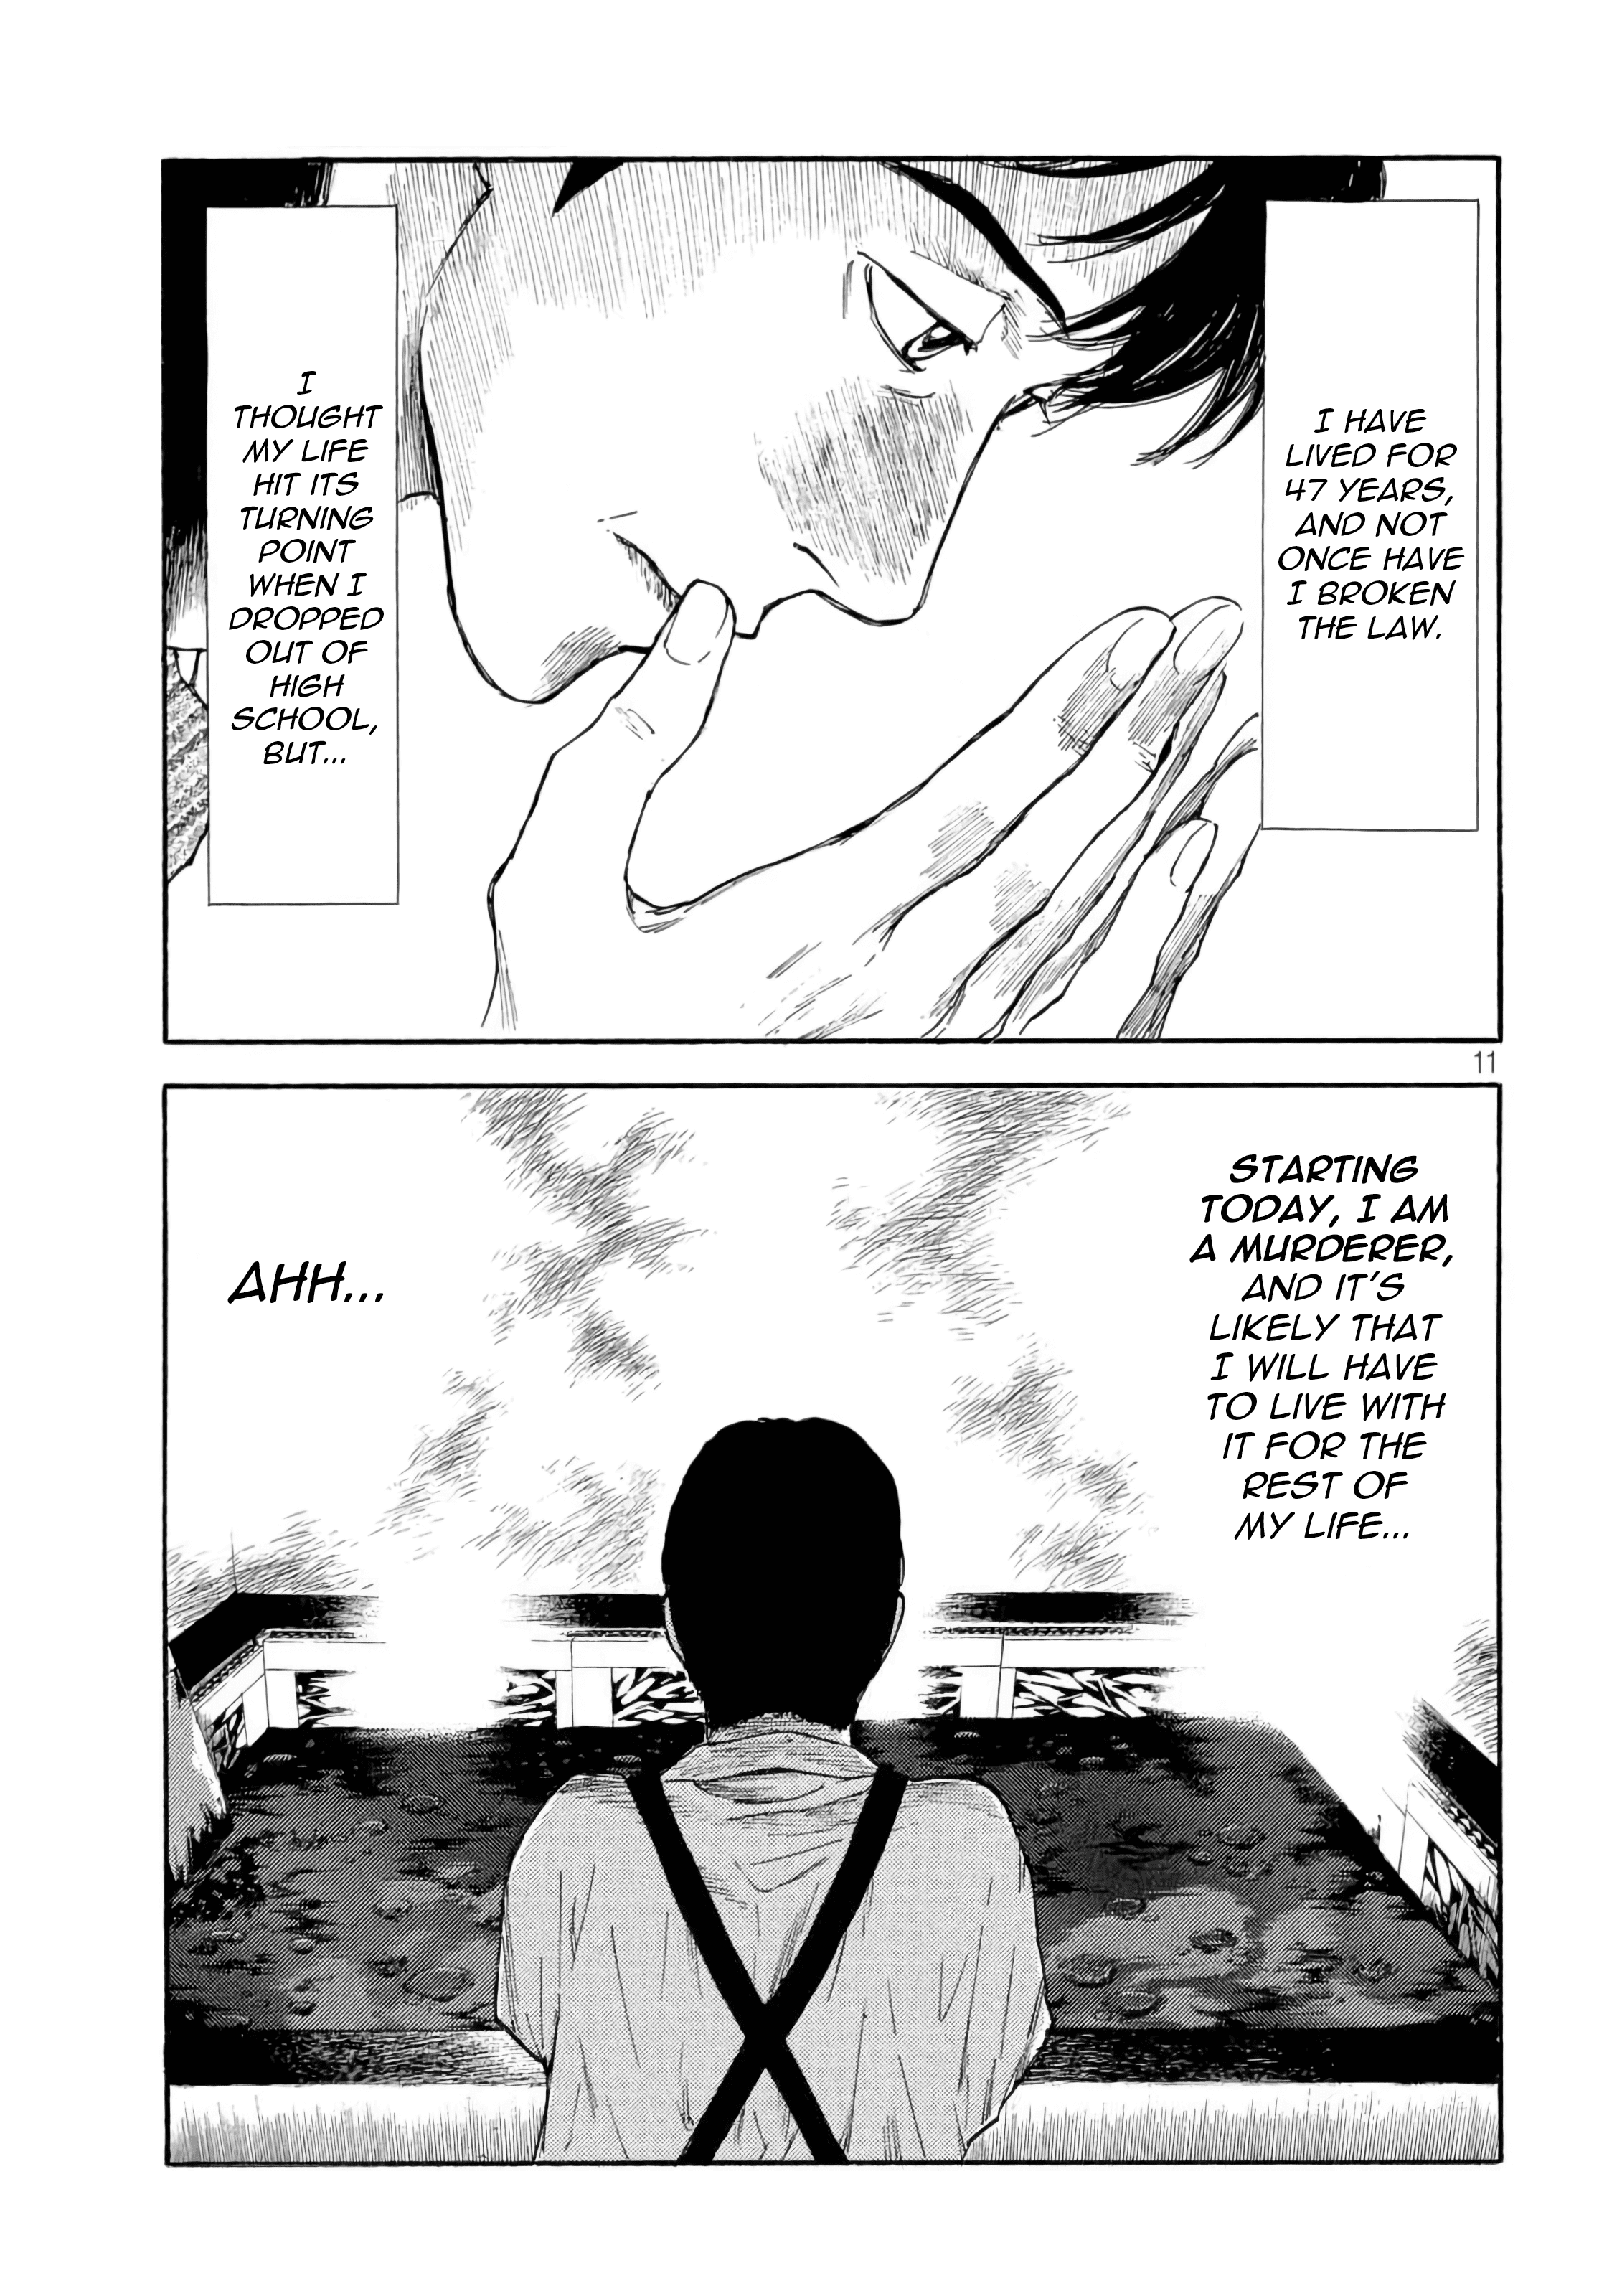 I HAVE
LIVED FOR
47 YEARS,
AND NOT
ONCE HAVE
I BROKEN
THE LAW.
I
THOUGHT
MY LIFE
HIT ITS
TURNING
POINT
WHEN I
DROPPED
OUT OF
HIGH
SCHOOL,
BUT...
11
STARTING
TODAY, I AM
A MURDERER,
AND IT'S
LIKELY THAT
I WILL HAVE
TO LIVE WITH
IT FOR THE
REST OF
MY LIFE...
AHH...